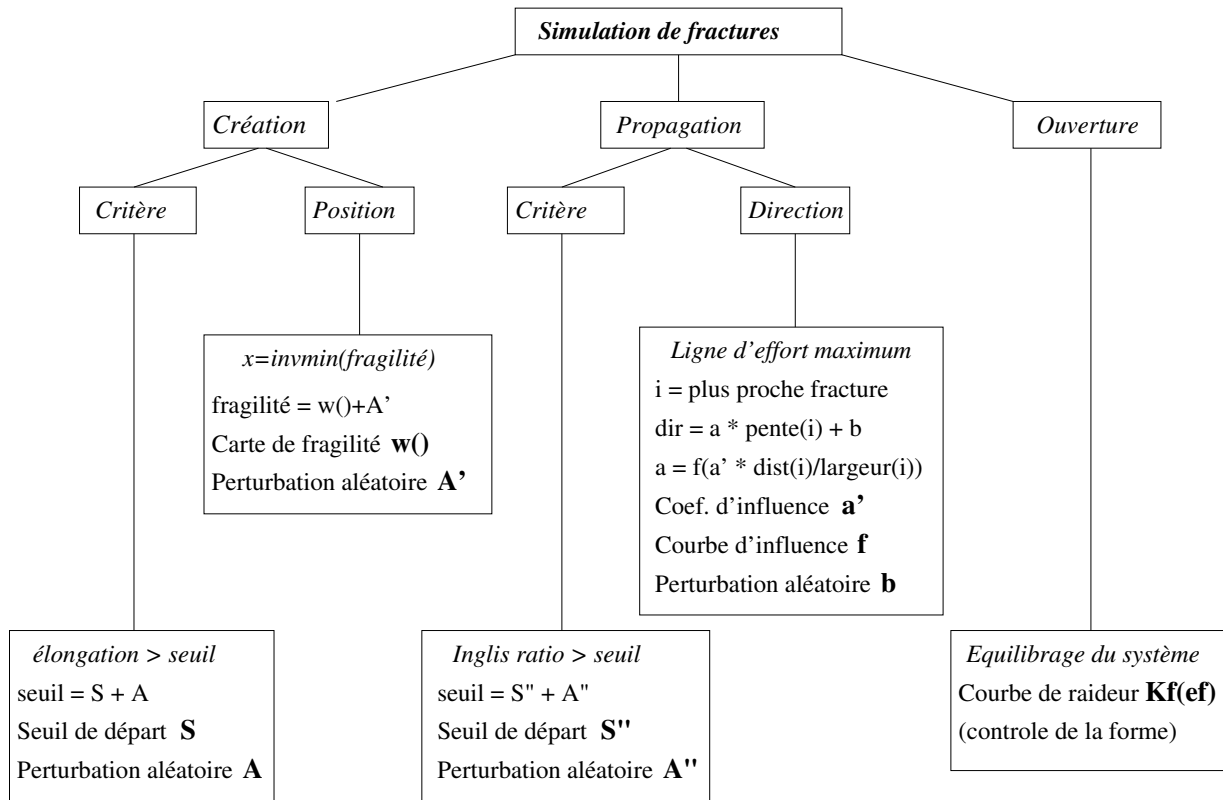 Simulation de fractures
Création
Propagation
Ouverture
Critère
Position
Critère
Direction
x=invmin(fragilité)
fragilité = w()+A’
Carte de fragilité w()
Perturbation aléatoire A’
Ligne d’effort maximum
i = plus proche fracture
dir = a * pente(i) + b
a = f(a’ * dist(i)/largeur(i))
Coef. d’influence a’
Courbe d’influence f
Perturbation aléatoire b
élongation > seuil
seuil = S + A
Seuil de départ S
Perturbation aléatoire A
Inglis ratio > seuil
seuil = S" + A"
Seuil de départ S"
Perturbation aléatoire A"
Equilibrage du système
Courbe de raideur Kf(ef)
(controle de la forme)